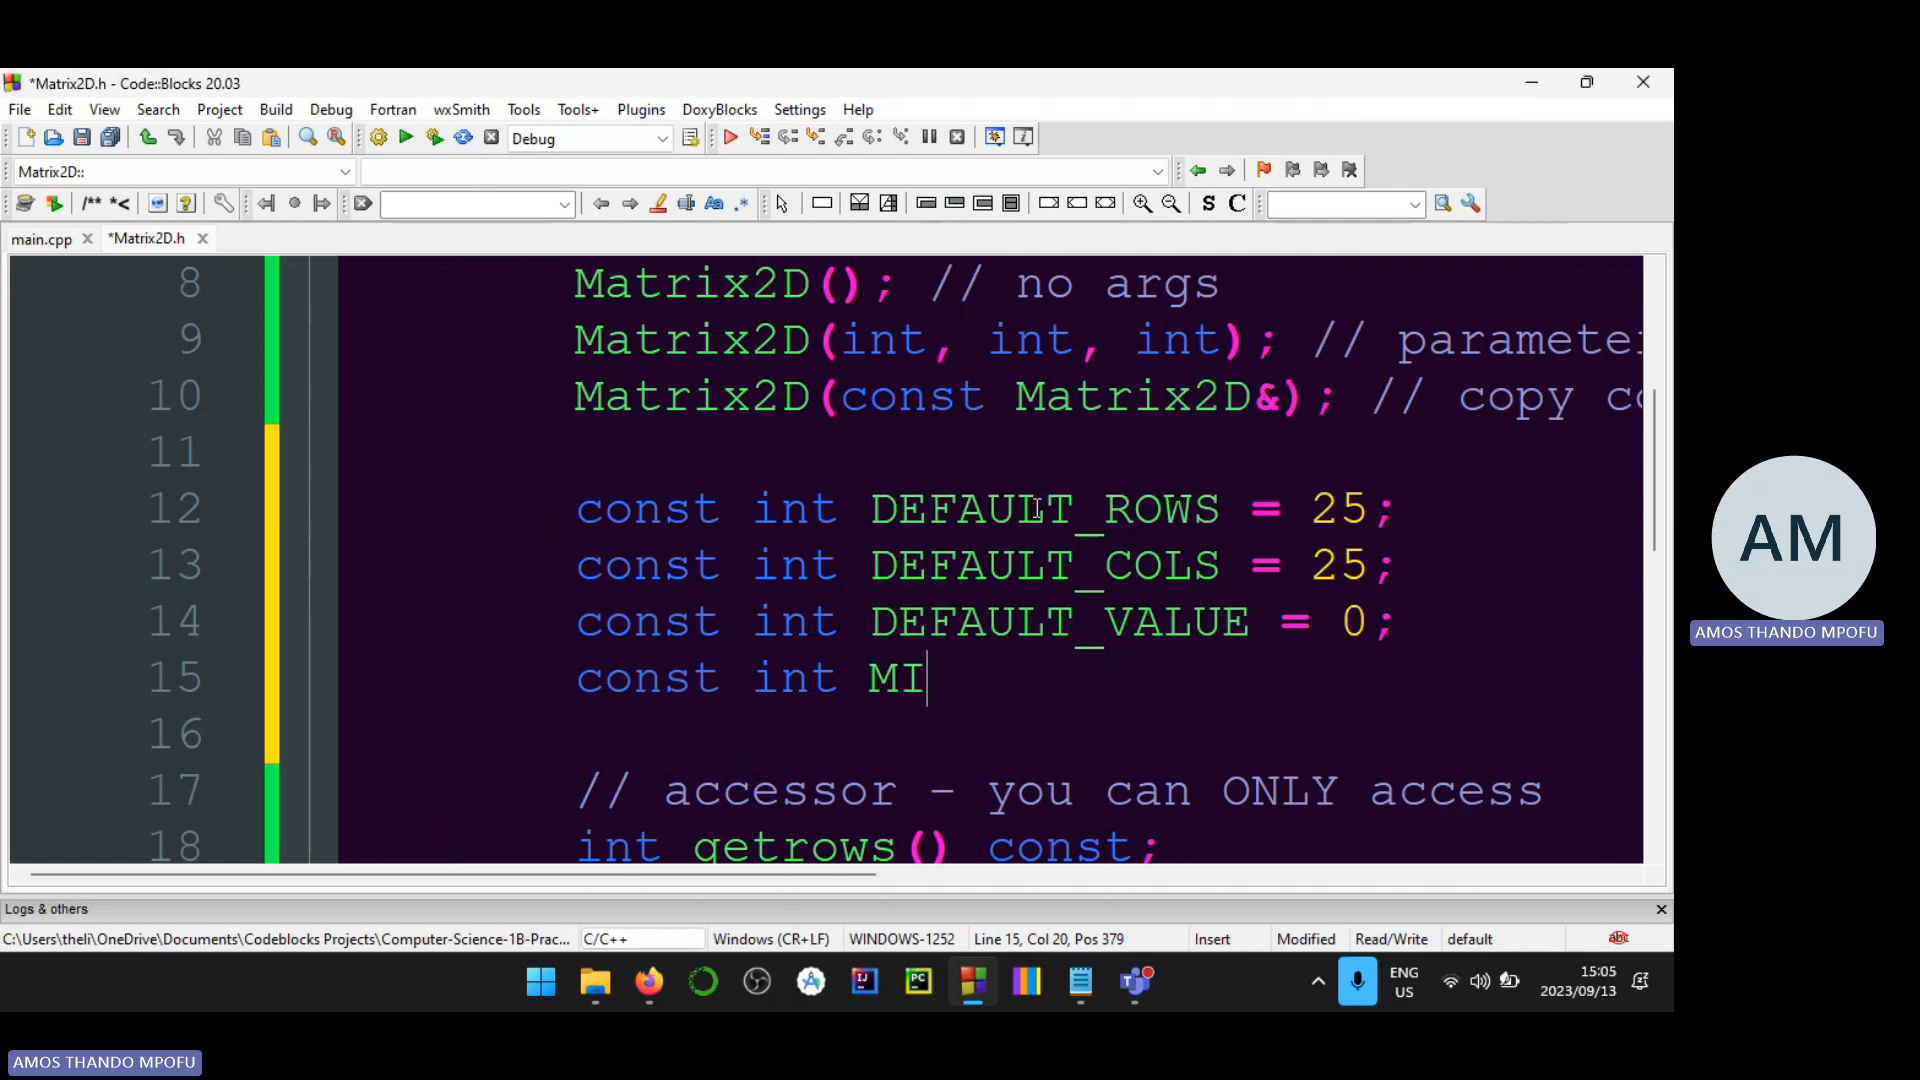 *Matrix2D.h - Code::Blocks 20.03
File Edit View Search Project Build Debug Fortran wxSmith Tools Tools+ Plugins DoxyBlocks Settings Help
Debug
Matrix2D::
/** *<
Aa .*
S C
main.cpp *Matrix2D.h
8 Matrix2D(); // no args
9 Matrix2D(int, int, int); // paramete
10 Matrix2D(const Matrix2D&); // copy co
11
12 const int DEFAULT_ROWS = 25;
13 const int DEFAULT_COLS = 25;
14 const int DEFAULT_VALUE = 0;
15 const int MI
16
17 // accessor - you can ONLY access
18 int getrows() const;
AM
AMOS THANDO MPOFU
Logs & others
C:\Users\theli\OneDrive\Documents\Codeblocks Projects\Computer-Science-1B-Prac... C/C++ Windows (CR+LF) WINDOWS-1252 Line 15, Col 20, Pos 379 Insert Modified Read/Write default abc
IJ PC ENG US 15:05 2023/09/13
AMOS THANDO MPOFU